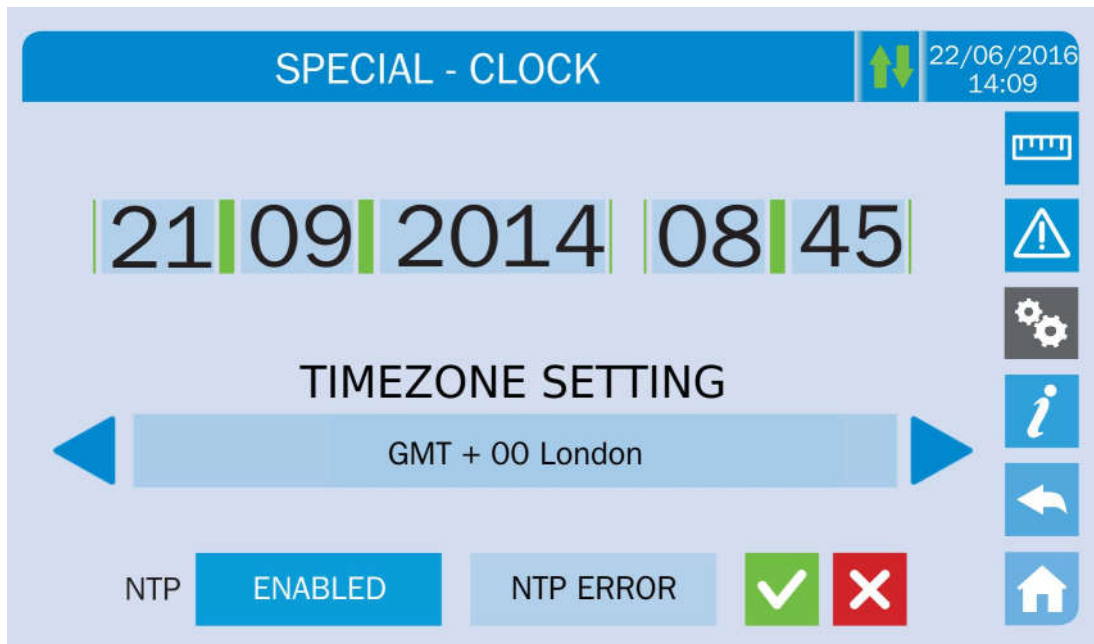 SPECIAL - CLOCK
22/06/2016
14:09
21 09 2014 08 45
TIMEZONE SETTING
GMT + 00 London
NTP ENABLED NTP ERROR